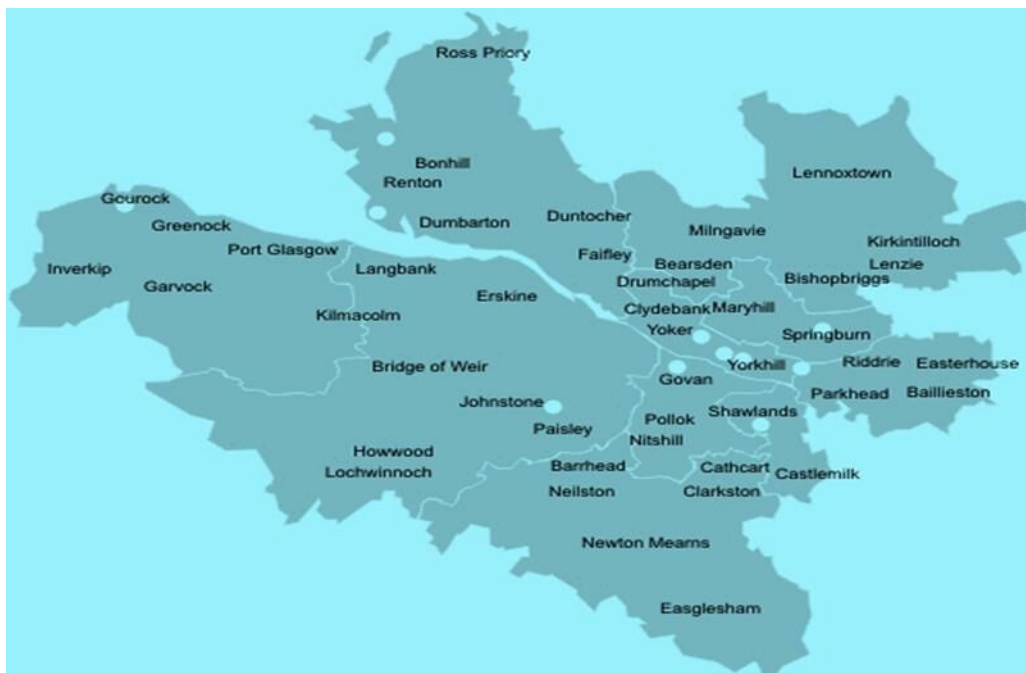 Ross Priory
Bonhill
Lennoxtown
Renton
Gourock
Duntocher
Dumbarton
Greenock
Milngavie
Kirkintilloch
Port Glasgow
Faifley
Bearsden
Lenzie
Inverkip
Langbank
Drumchapel
Bishopbriggs
Garvock
Erskine
Clydebank
Maryhill
Kilmacolm
Yoker
Springburn
Bridge of Weir
Yorkhill
Riddrie
Easterhouse
Govan
Parkhead
Baillieston
Johnstone
Shawlands
Pollok
Paisley
Nitshill
Howwood
Barrhead
Cathcart
Lochwinnoch
Castlemilk
Neilston
Clarkston
Newton Mearns
Easglesham